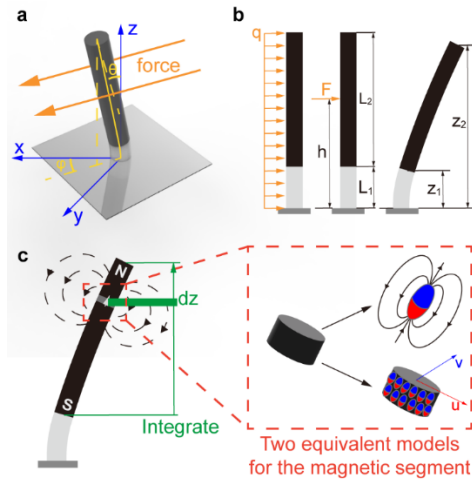 a
z
θ
force
x
φ
y
b
q
F
h
L₂
L₁
z₂
z₁
c
N
dz
S
Integrate
v
u
Two equivalent models
for the magnetic segment